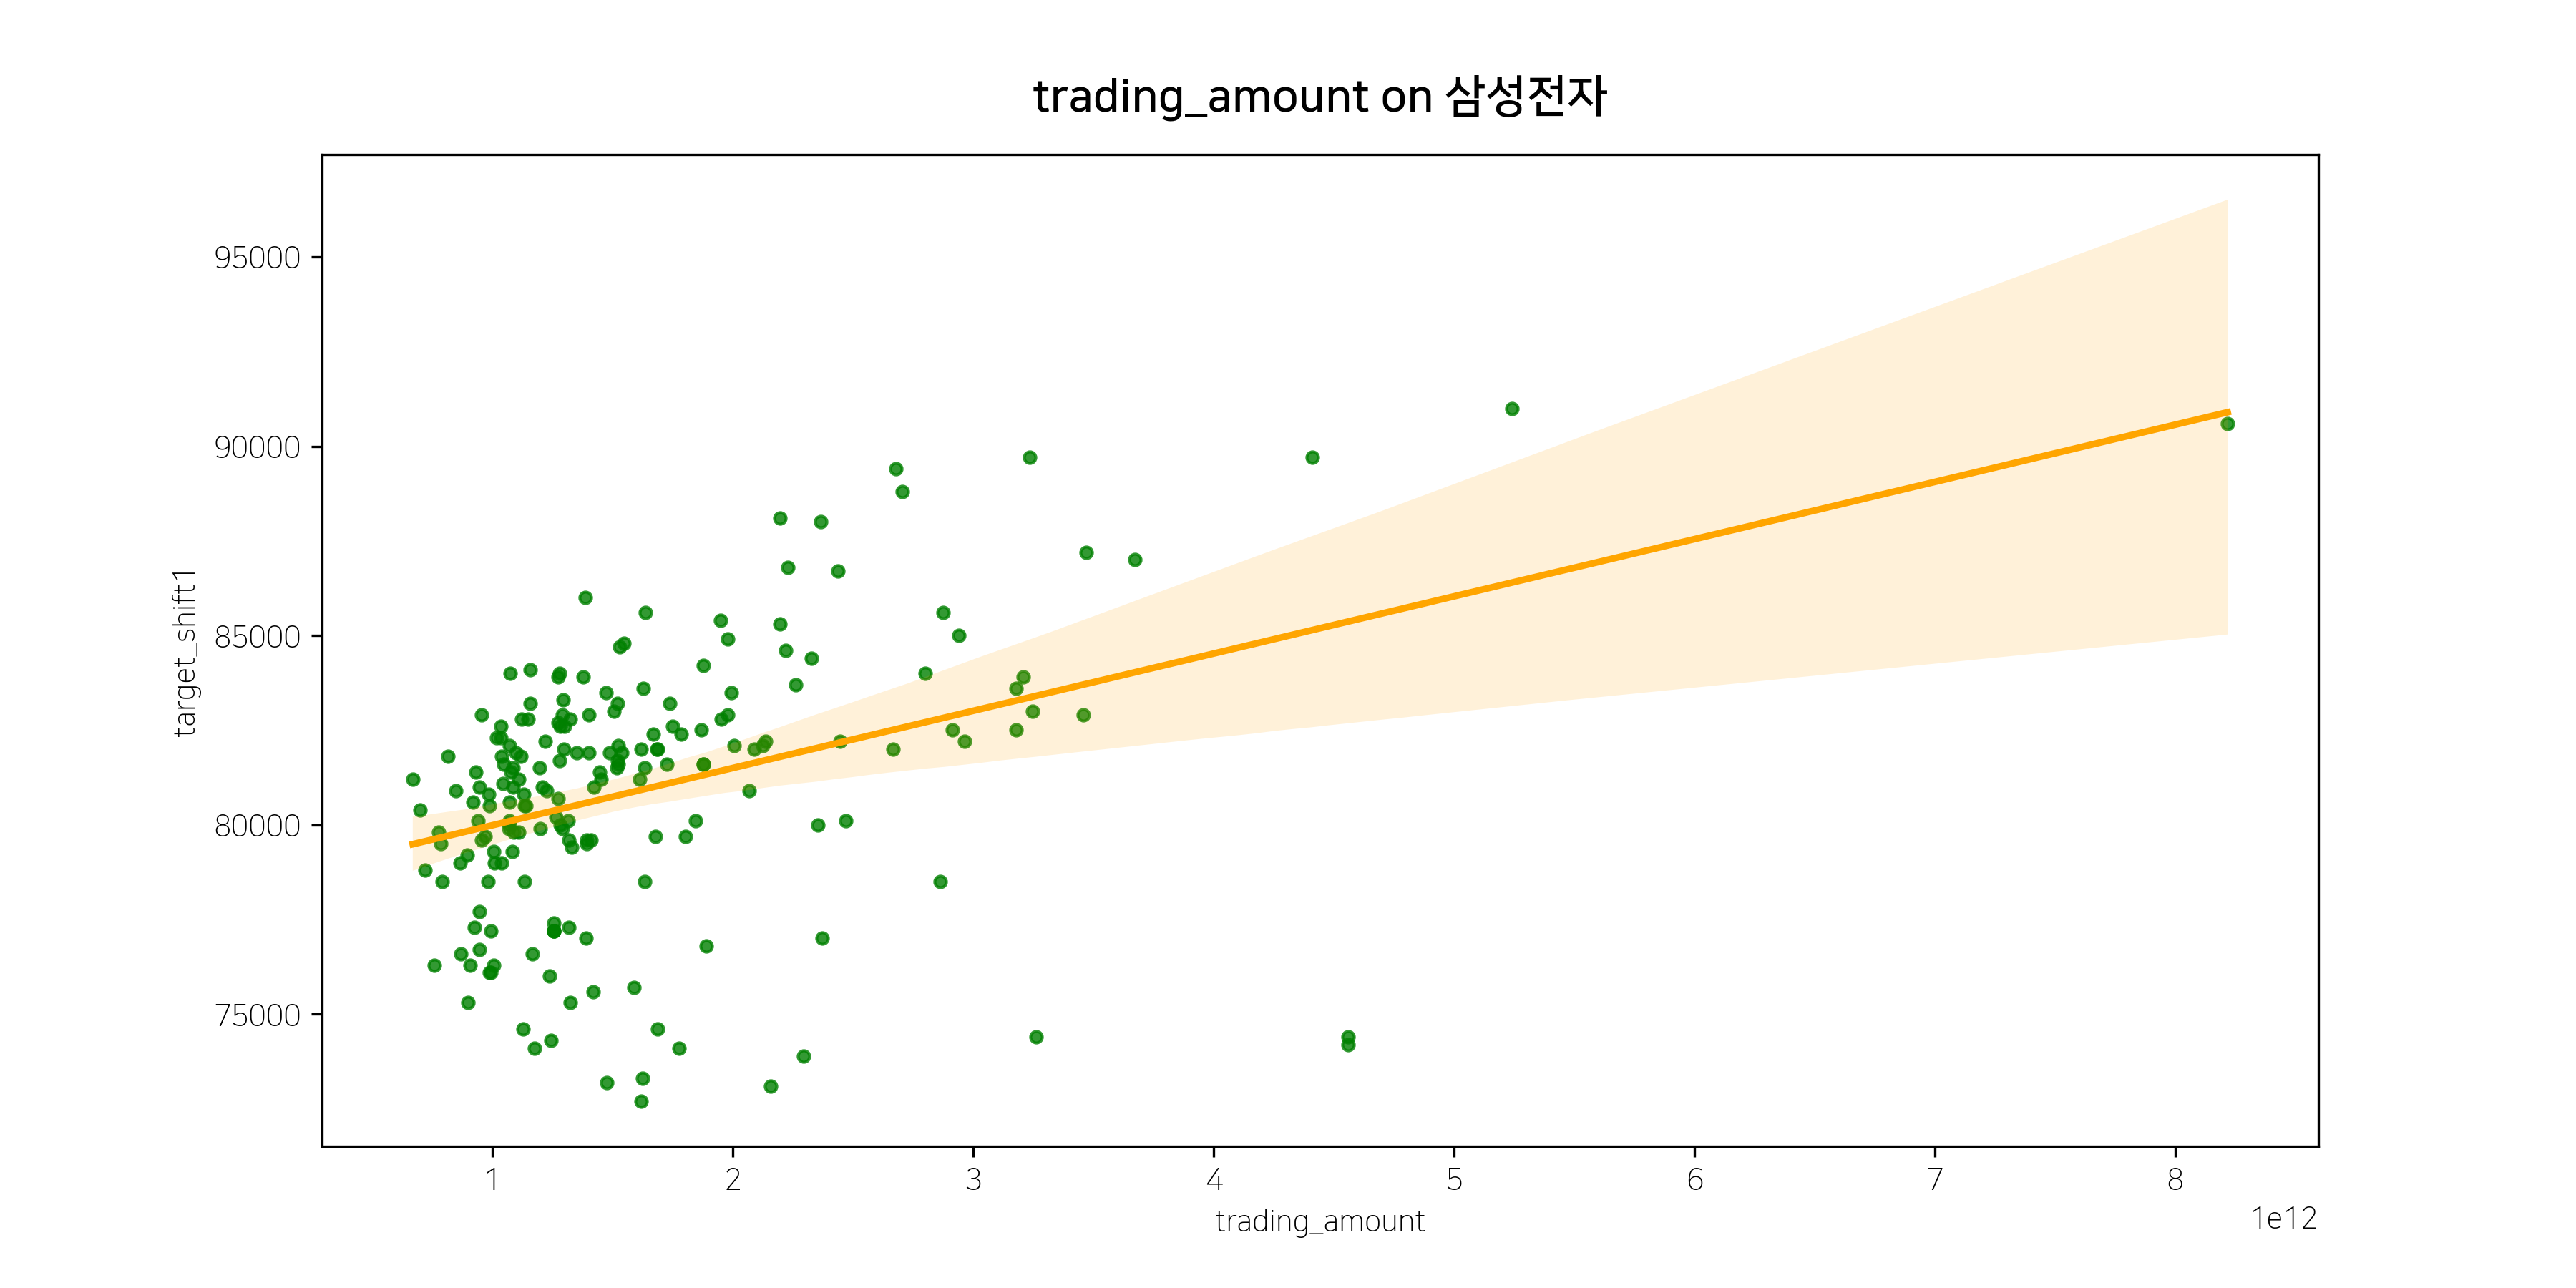 trading_amount on 삼성전자
target_shift1
95000
90000
85000
80000
75000
1 2 3 4 5 6 7 8
trading_amount
1e12